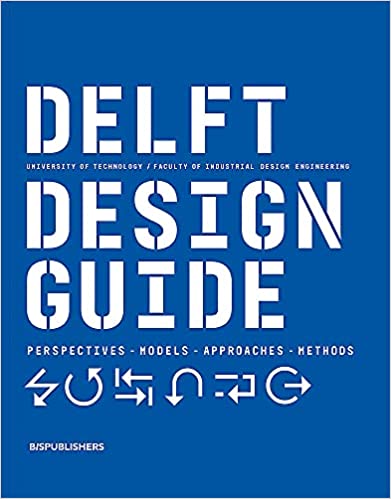 DELFT
UNIVERSITY OF TECHNOLOGY / FACULTY OF INDUSTRIAL DESIGN ENGINEERING
DESIGN
GUIDE
PERSPECTIVES - MODELS - APPROACHES - METHODS
BISPUBLISHERS